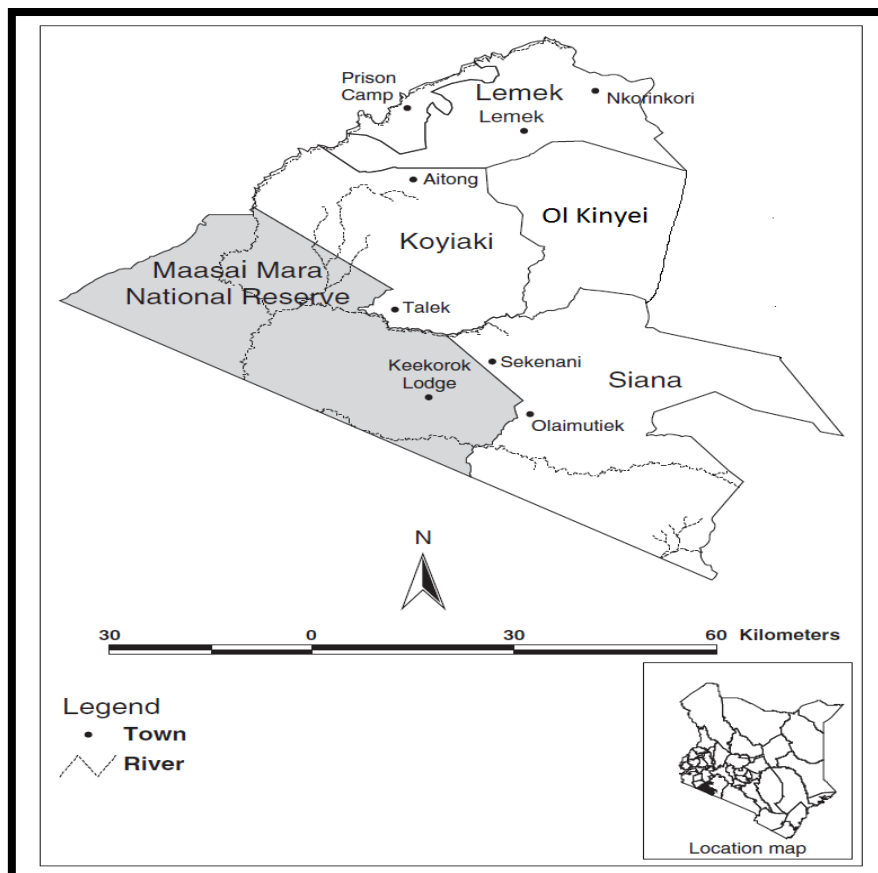 Prison
Camp
Lemek
Nkorinkori
Lemek
Aitong
Ol Kinyei
Koyiaki
Maasai Mara
National Reserve
Talek
Keekorok
Lodge
Sekenani
Siana
Olaimutiek
N
30 0 30 60 Kilometers
Legend
Town
River
Location map